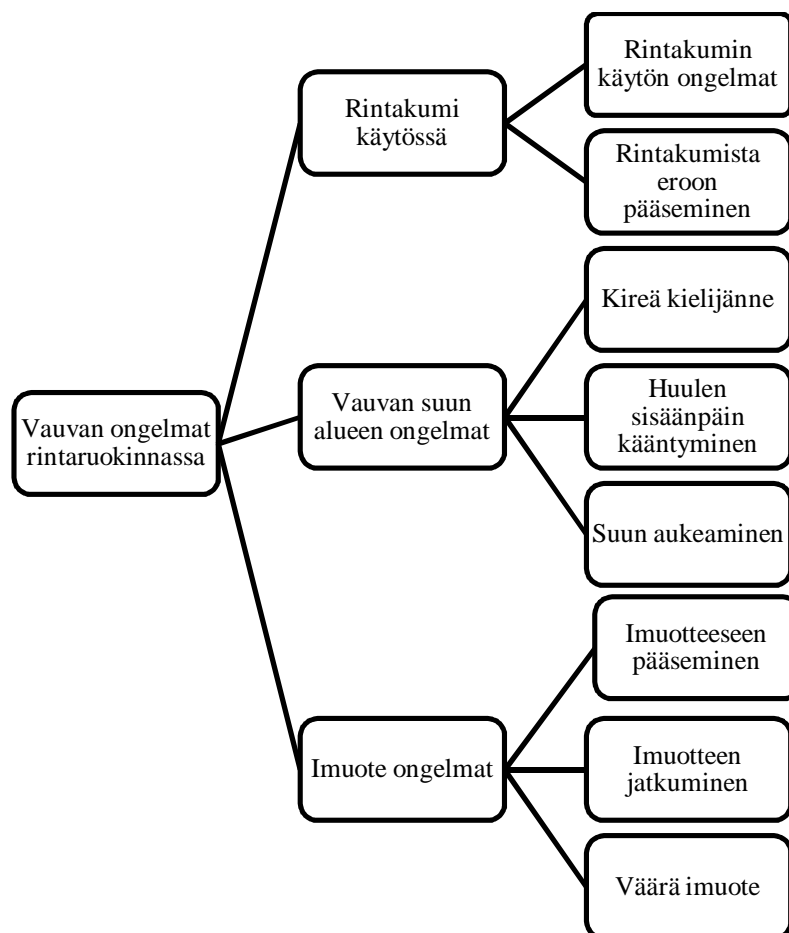 Rintakumin
käytön ongelmat
Rintakumi
käytössä
Rintakumista
eroon
pääseminen
Kireä kielijänne
Vauvan ongelmat
rintaruokinnassa
Vauvan suun
alueen ongelmat
Huulen
sisäänpäin
kääntyminen
Suun aukeaminen
Imuotteeseen
pääseminen
Imuote ongelmat
Imuotteen
jatkuminen
Väärä imuote